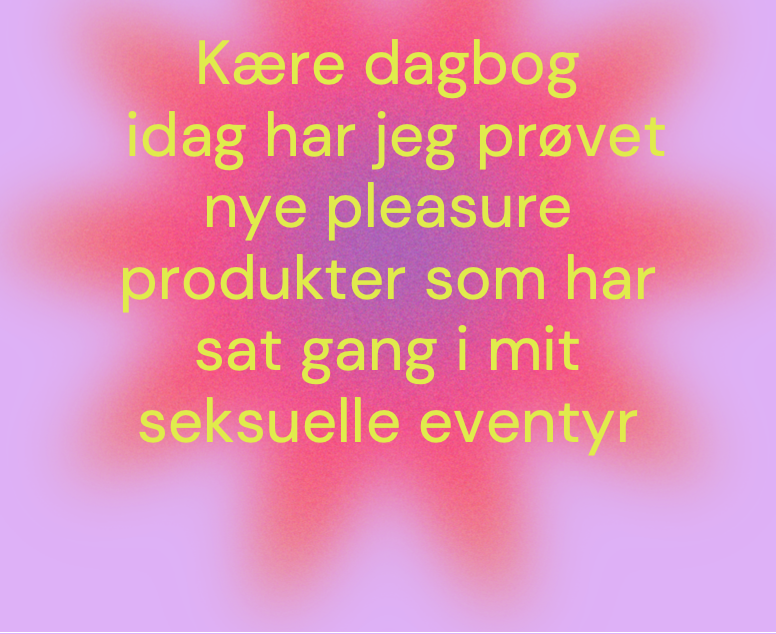 Kære dagbog
idag har jeg prøvet
nye pleasure
produkter som har
sat gang i mit
seksuelle eventyr